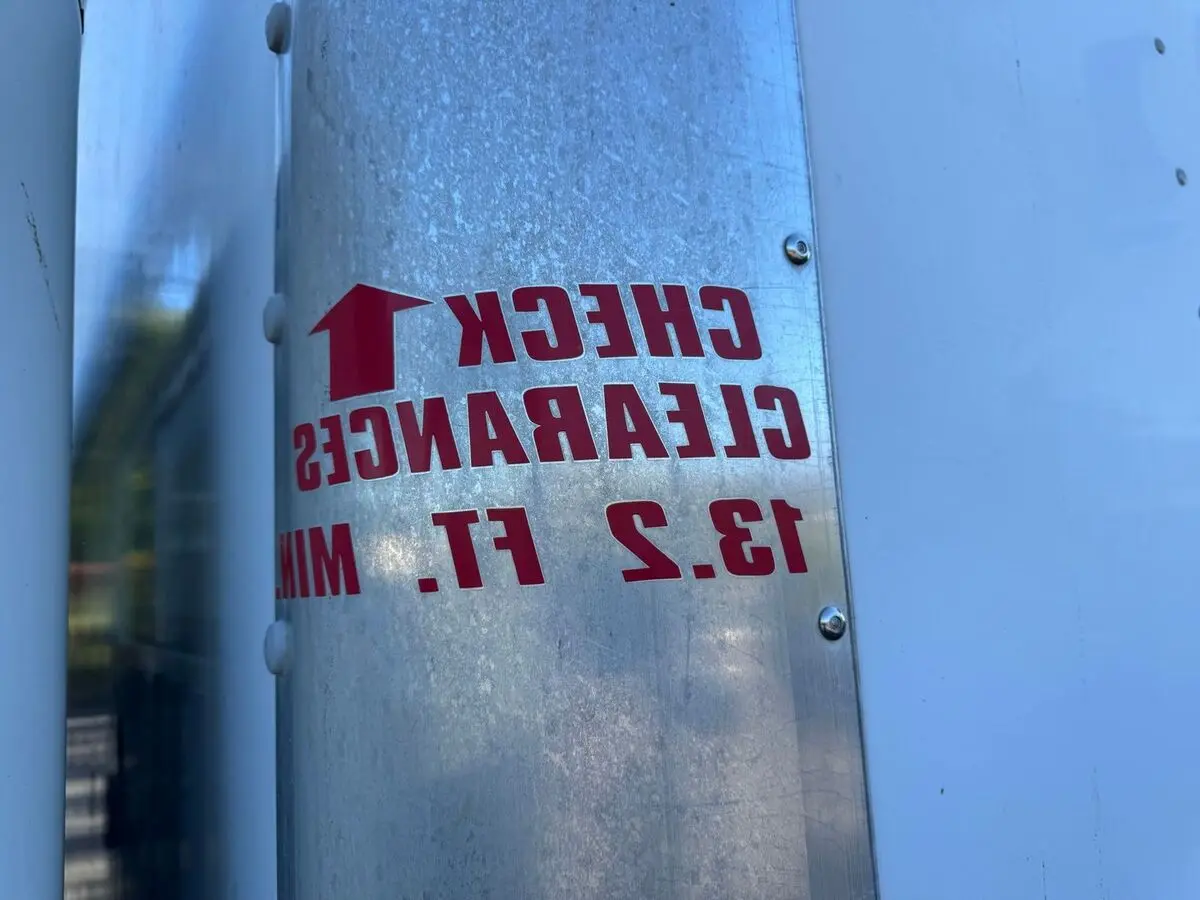 CHECK
CLEARANCES
13.2 FT. MIN.